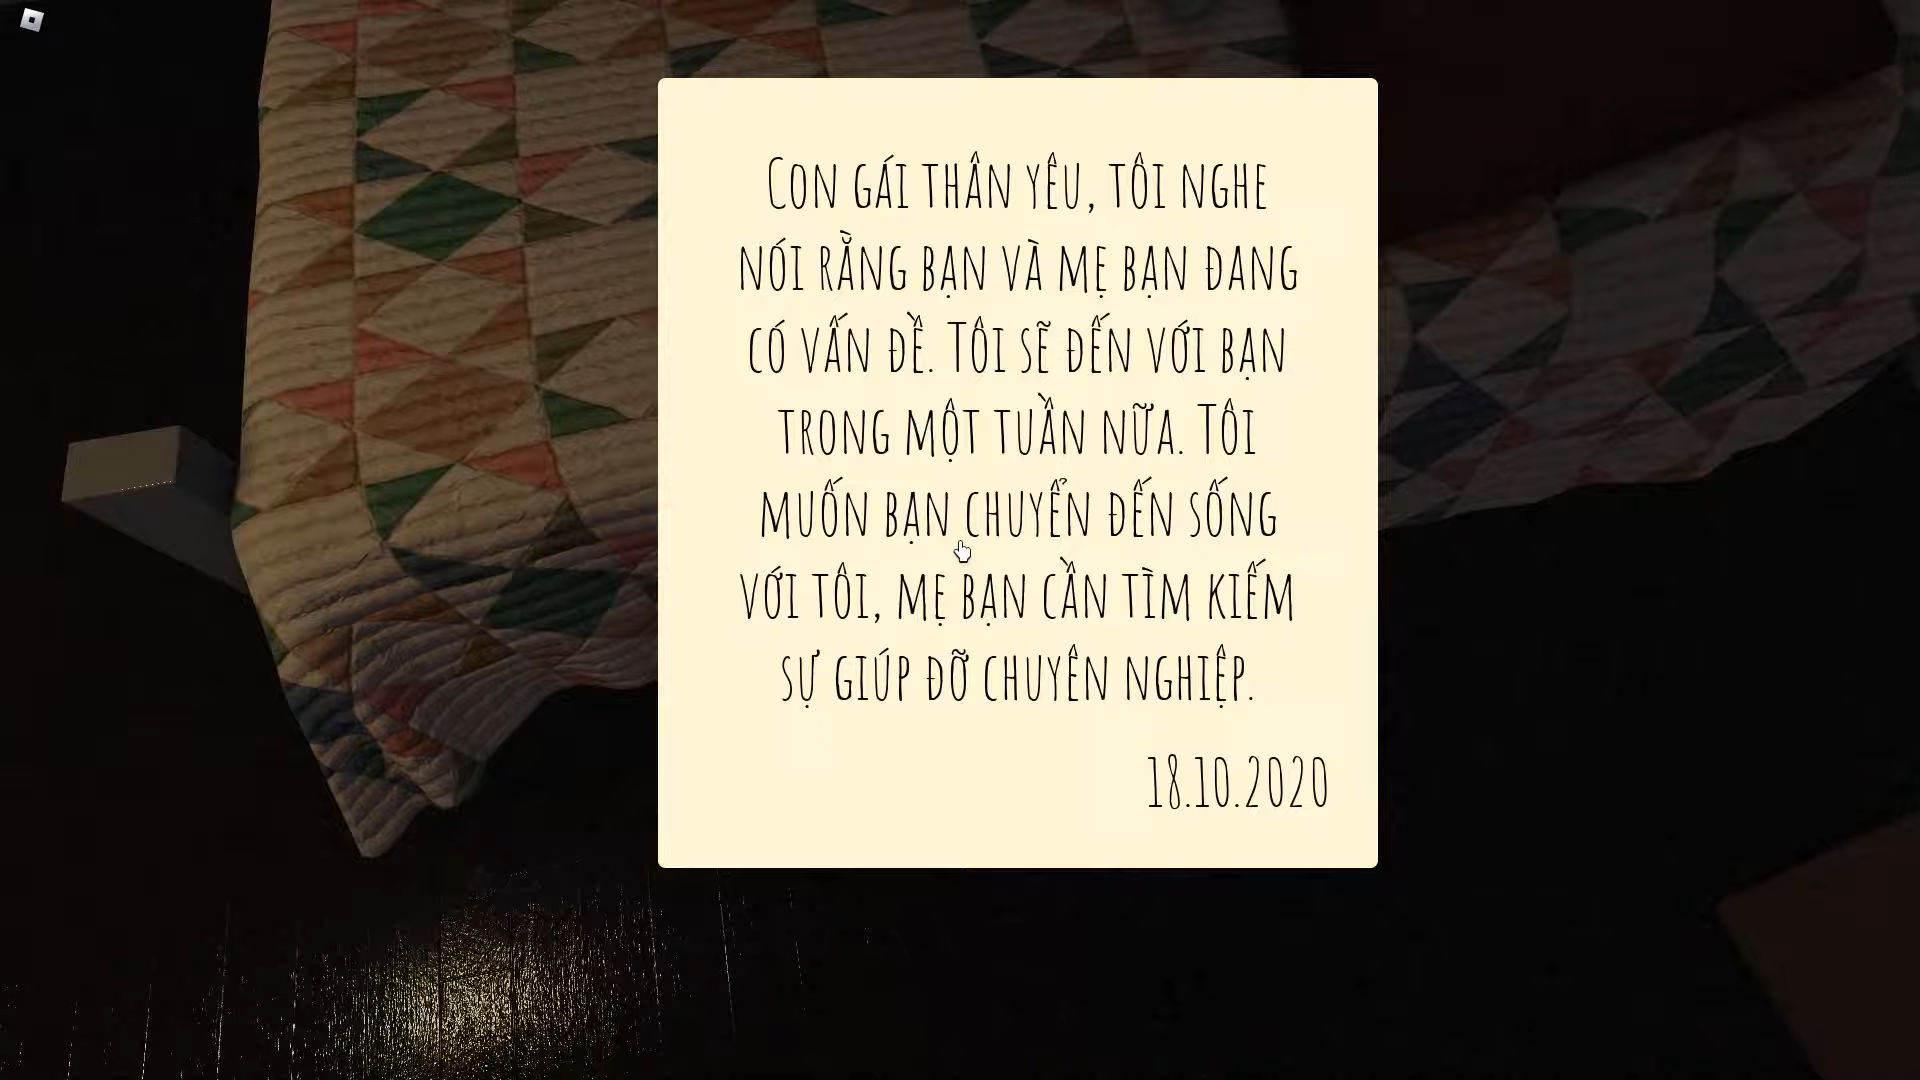 Con gái thân yêu, tôi nghe
nói rằng bạn và mẹ bạn đang
có vấn đề. Tôi sẽ đến với bạn
trong một tuần nữa. Tôi
muốn bạn chuyển đến sống
với tôi, mẹ bạn cần tìm kiếm
sự giúp đỡ chuyên nghiệp.
18.10.2020